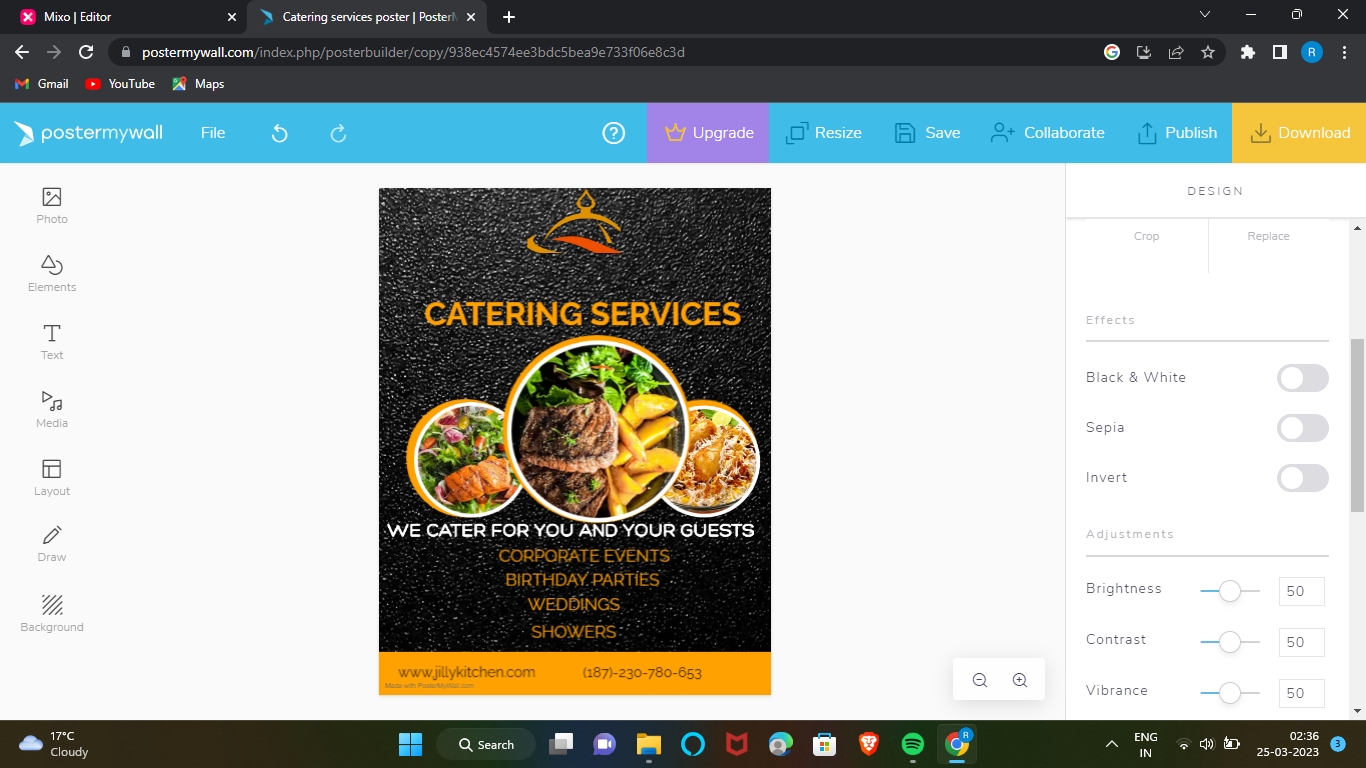 Mixo | Editor
Catering services poster | PosterM
postermywall.com/index.php/posterbuilder/copy/938ec4574ee3bdc5bea9e733f06e8c3d
R
Gmail
YouTube
Maps
postermywall
File
?
Upgrade
Resize
Save
Collaborate
Publish
Download
Photo
Elements
Text
Media
Layout
Draw
Background
CATERING SERVICES
WE CATER FOR YOU AND YOUR GUESTS
CORPORATE EVENTS
BIRTHDAY PARTIES
WEDDINGS
SHOWERS
www.jillykitchen.com (187)-230-780-653
Made with PosterMyWall.com
DESIGN
Crop
Replace
Effects
Black & White
Sepia
Invert
Adjustments
Brightness 50
Contrast 50
Vibrance 50
17°C
Cloudy
Search
R
ENG
IN
02:36
25-03-2023
3